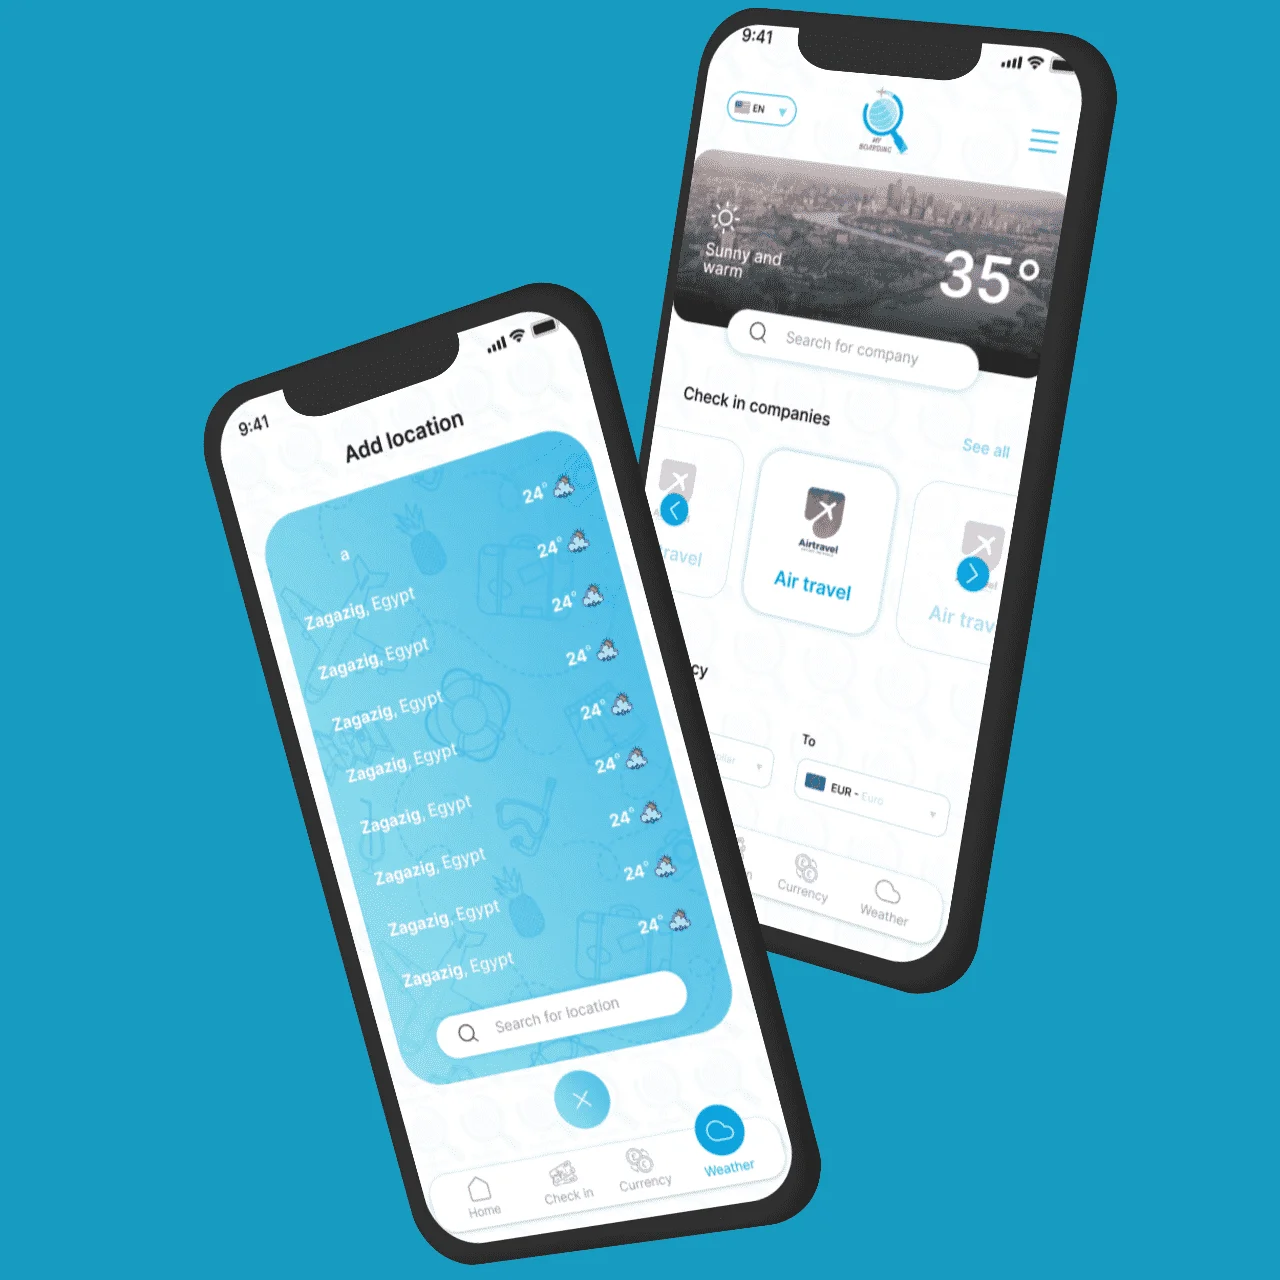 9:41
EN
MY
BOARDING
Sunny and
warm
35°
Search for company
Check in companies
See all
Airtravel
ravel
Air travel
Air trav
cy
To
EUR - Euro
Currency
Weather
9:41
Add location
24°
a
24°
Zagazig, Egypt
24°
Zagazig, Egypt
24°
Zagazig, Egypt
24°
Zagazig, Egypt
24°
Zagazig, Egypt
24°
Zagazig, Egypt
24°
Zagazig, Egypt
24°
Zagazig, Egypt
Search for location
Home
Check in
Currency
Weather